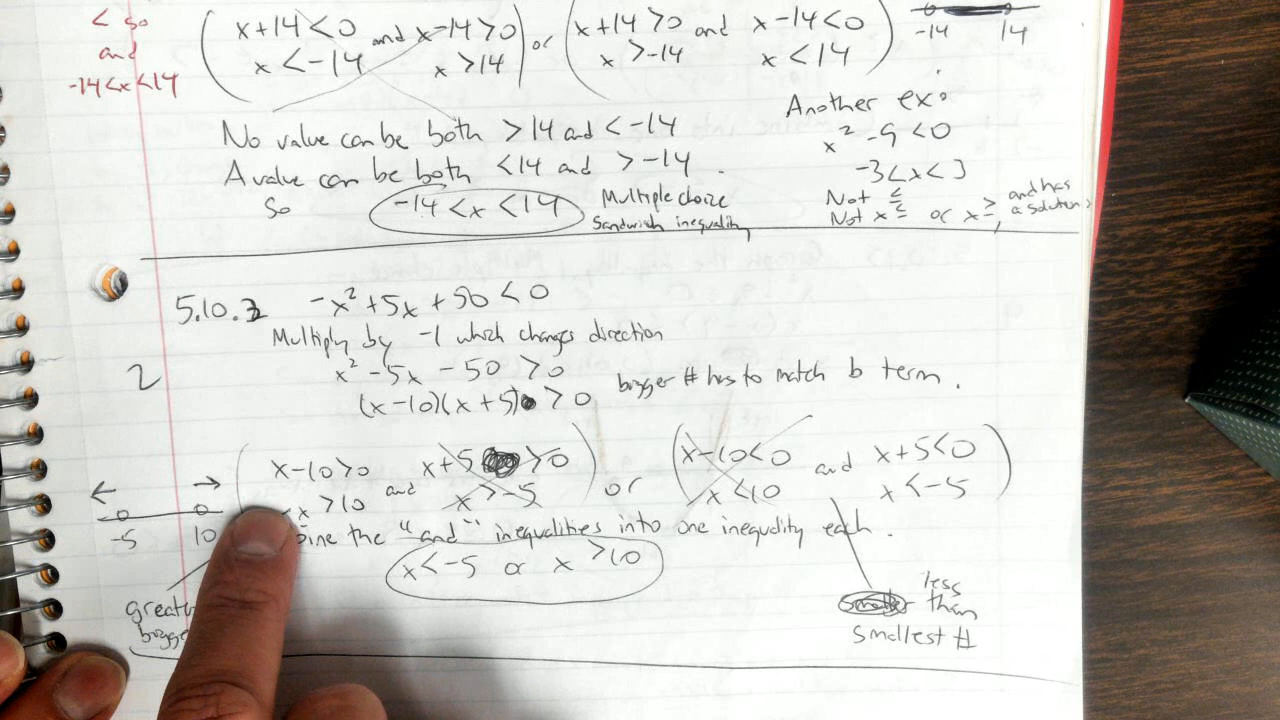 < so
and
-14<x<14
(x+14<0 and x-14>0) or (x+14>0 and x-14<0)
x<-14 x>14 x>-14 x<14
-14 14
No value can be both >14 and <-14
A value can be both <14 and >-14.
So -14<x<14
Multiple choice
Sandwich inequality
Another ex:
x²-9<0
-3<x<3
Not ≤
Not x≤ or x≥, and has a solution
5.10.2 -x²+5x+50<0
Multiply by -1 which changes direction
2
x²-5x-50>0
(x-10)(x+5)>0
bigger # has to match b term.
(x-10>0 and x+5>0) or (x-10<0 and x+5<0)
x>10 x>-5 x<10 x<-5
-5 10
the "and" inequalities into one inequality each.
x<-5 or x>10
less
than
smallest #